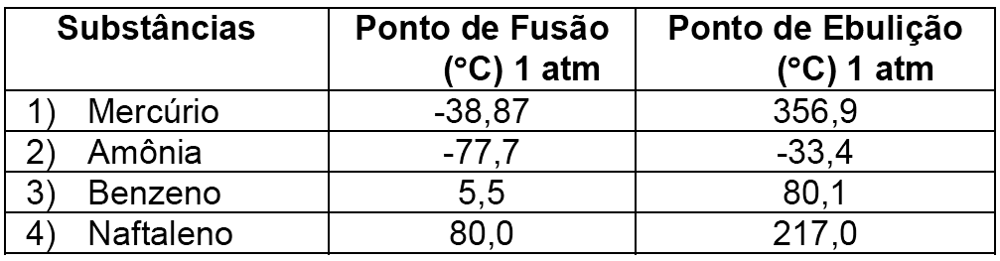 Substâncias Ponto de Fusão Ponto de Ebulição
(°C) 1 atm (°C) 1 atm
1) Mercúrio -38,87 356,9
2) Amônia -77,7 -33,4
3) Benzeno 5,5 80,1
4) Naftaleno 80,0 217,0